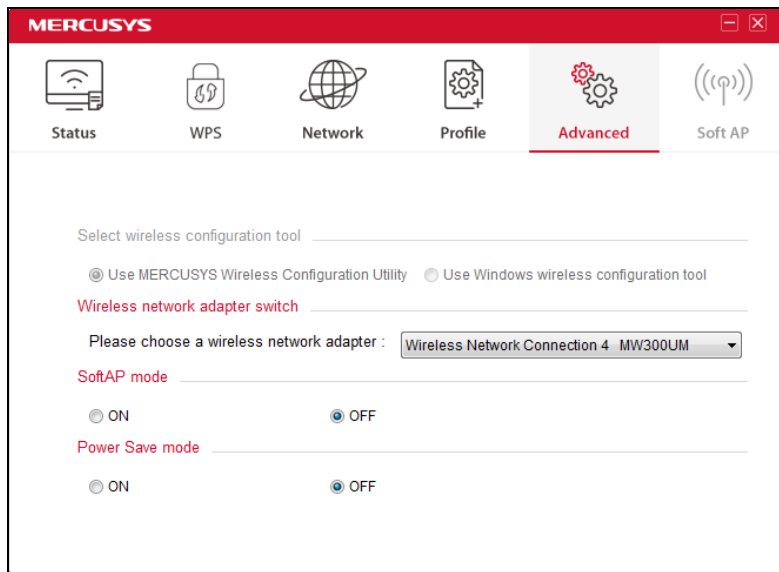 MERCUSYS
Status WPS Network Profile Advanced Soft AP
Select wireless configuration tool
Use MERCUSYS Wireless Configuration Utility Use Windows wireless configuration tool
Wireless network adapter switch
Please choose a wireless network adapter : Wireless Network Connection 4 MW300UM
SoftAP mode
ON OFF
Power Save mode
ON OFF